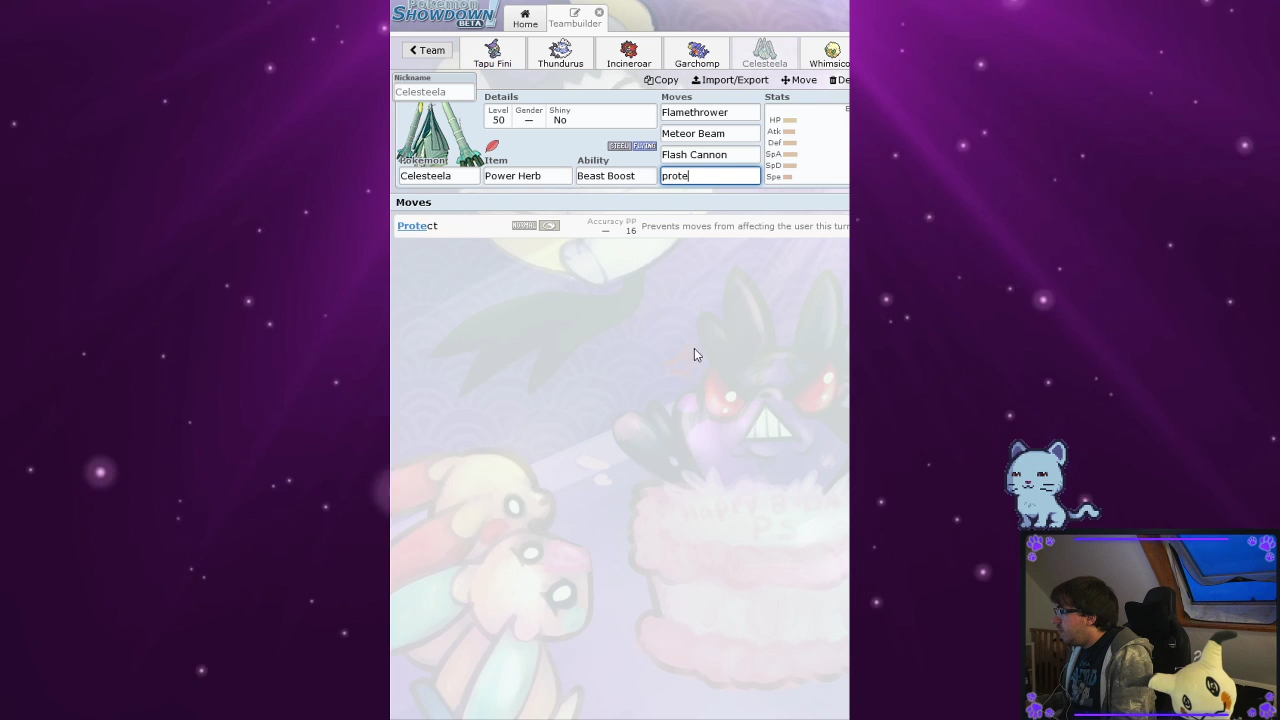 Pokémon
SHOWDOWN
BETA
Home
Teambuilder
Team
Tapu Fini
Thundurus
Incineroar
Garchomp
Celesteela
Whimsico
Copy
Import/Export
Move
De
Nickname
Celesteela
Details
Level
50
Gender
—
Shiny
No
Moves
Flamethrower
Meteor Beam
Flash Cannon
prote
Stats
HP
Atk
Def
SpA
SpD
Spe
STEEL
FLYING
Pokémon
Celesteela
Item
Power Herb
Ability
Beast Boost
Moves
Protect
Accuracy
—
PP
16
Prevents moves from affecting the user this turn